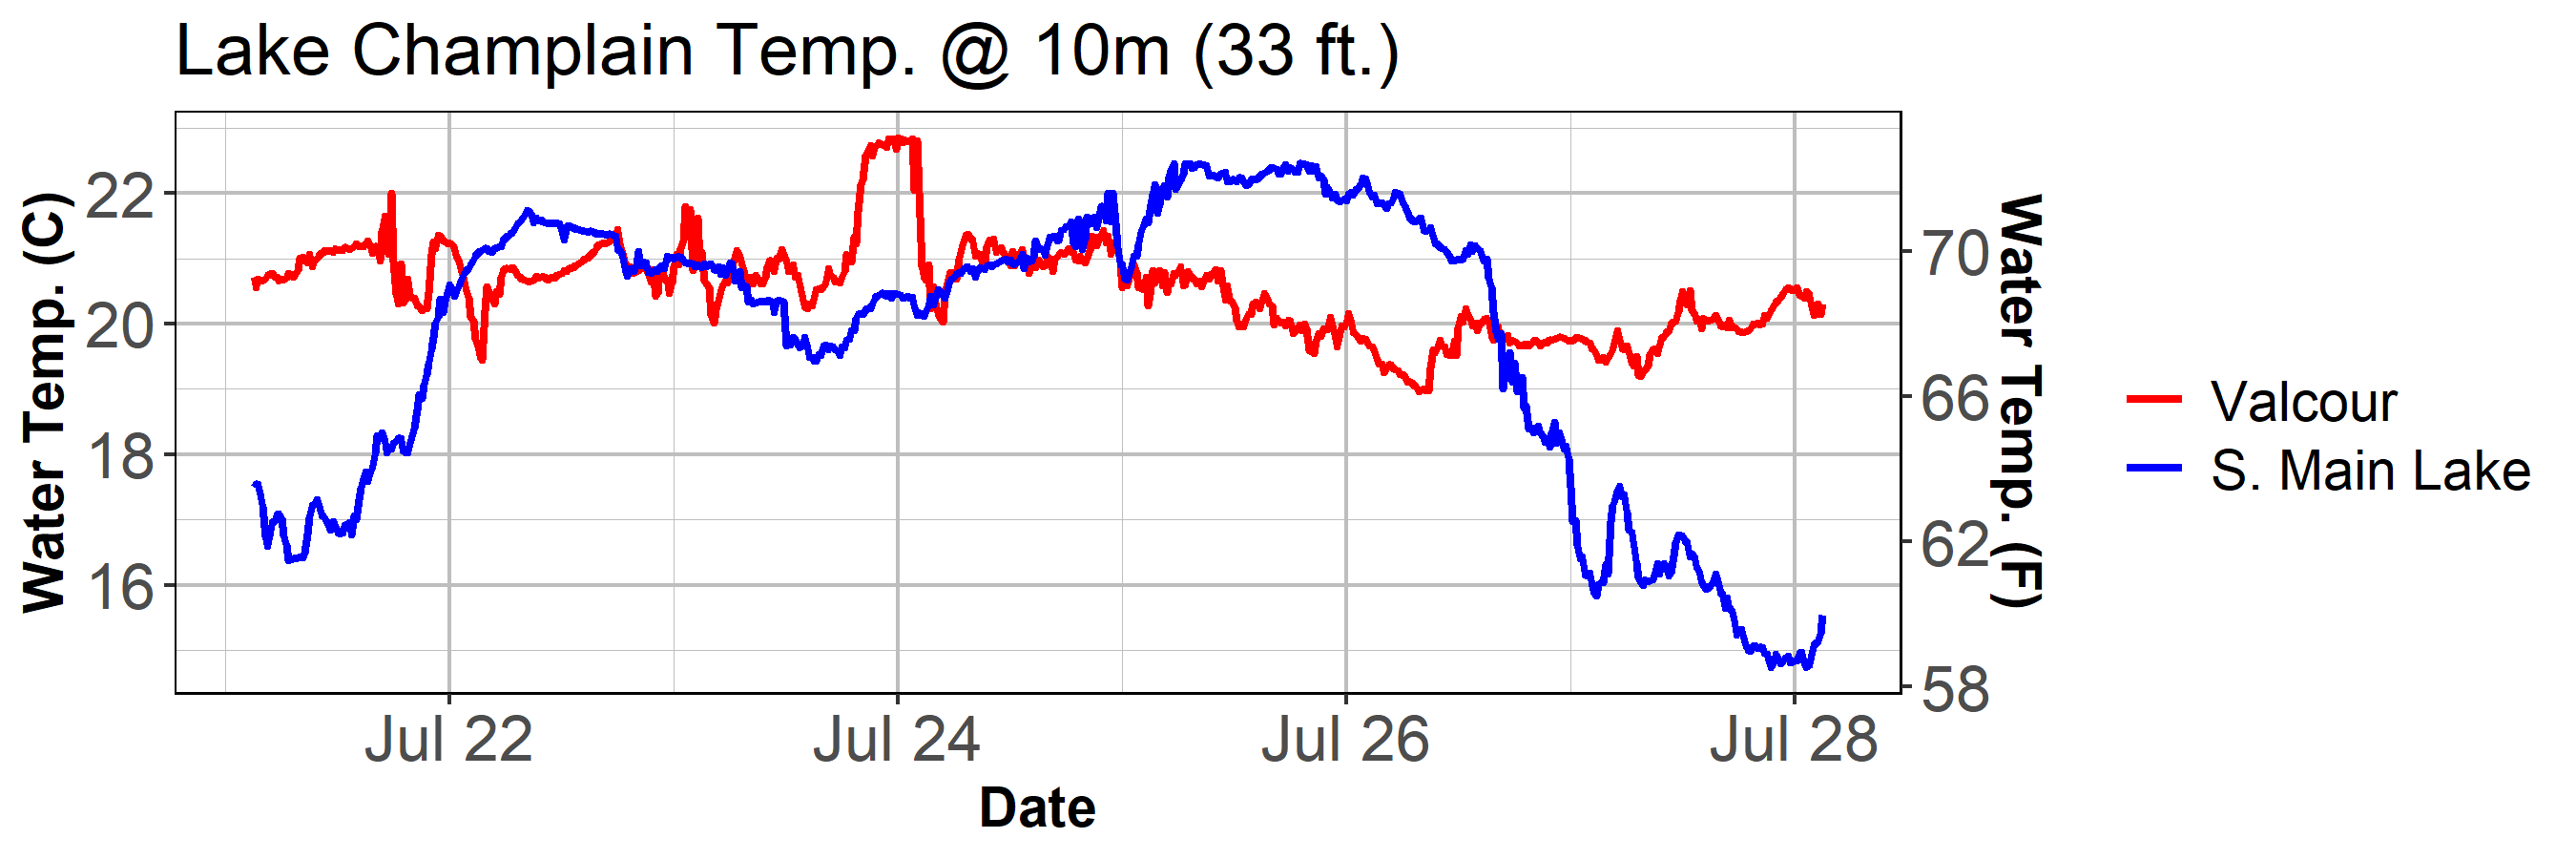 Lake Champlain Temp. @ 10m (33 ft.)
Water Temp. (C)
22
20
18
16
70
66
62
58
Water Temp. (F)
Jul 22
Jul 24
Jul 26
Jul 28
Date
Valcour
S. Main Lake